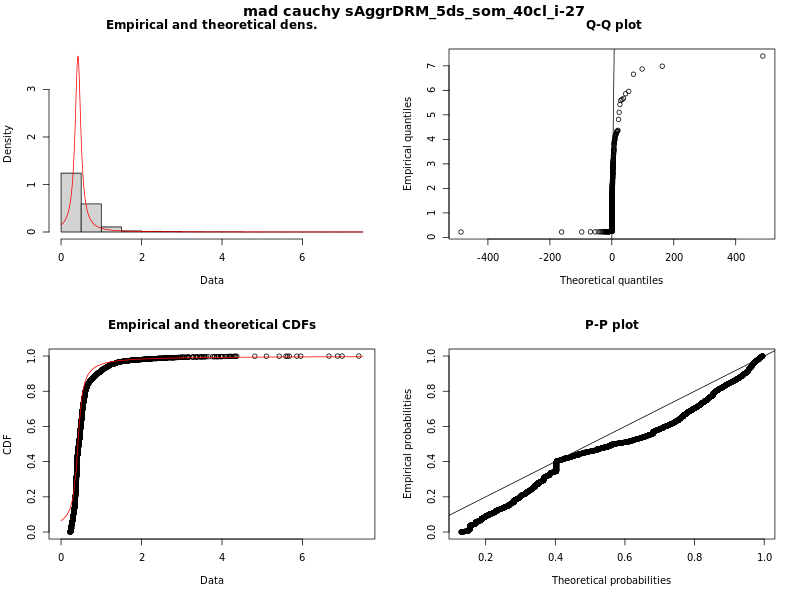 mad cauchy sAggrDRM_5ds_som_40cl_i-27
Empirical and theoretical dens.
Density
0 1 2 3
0 2 4 6
Data
Q-Q plot
Empirical quantiles
0 1 2 3 4 5 6 7
-400 -200 0 200 400
Theoretical quantiles
Empirical and theoretical CDFs
CDF
0.0 0.2 0.4 0.6 0.8 1.0
0 2 4 6
Data
P-P plot
Empirical probabilities
0.0 0.2 0.4 0.6 0.8 1.0
0.2 0.4 0.6 0.8 1.0
Theoretical probabilities